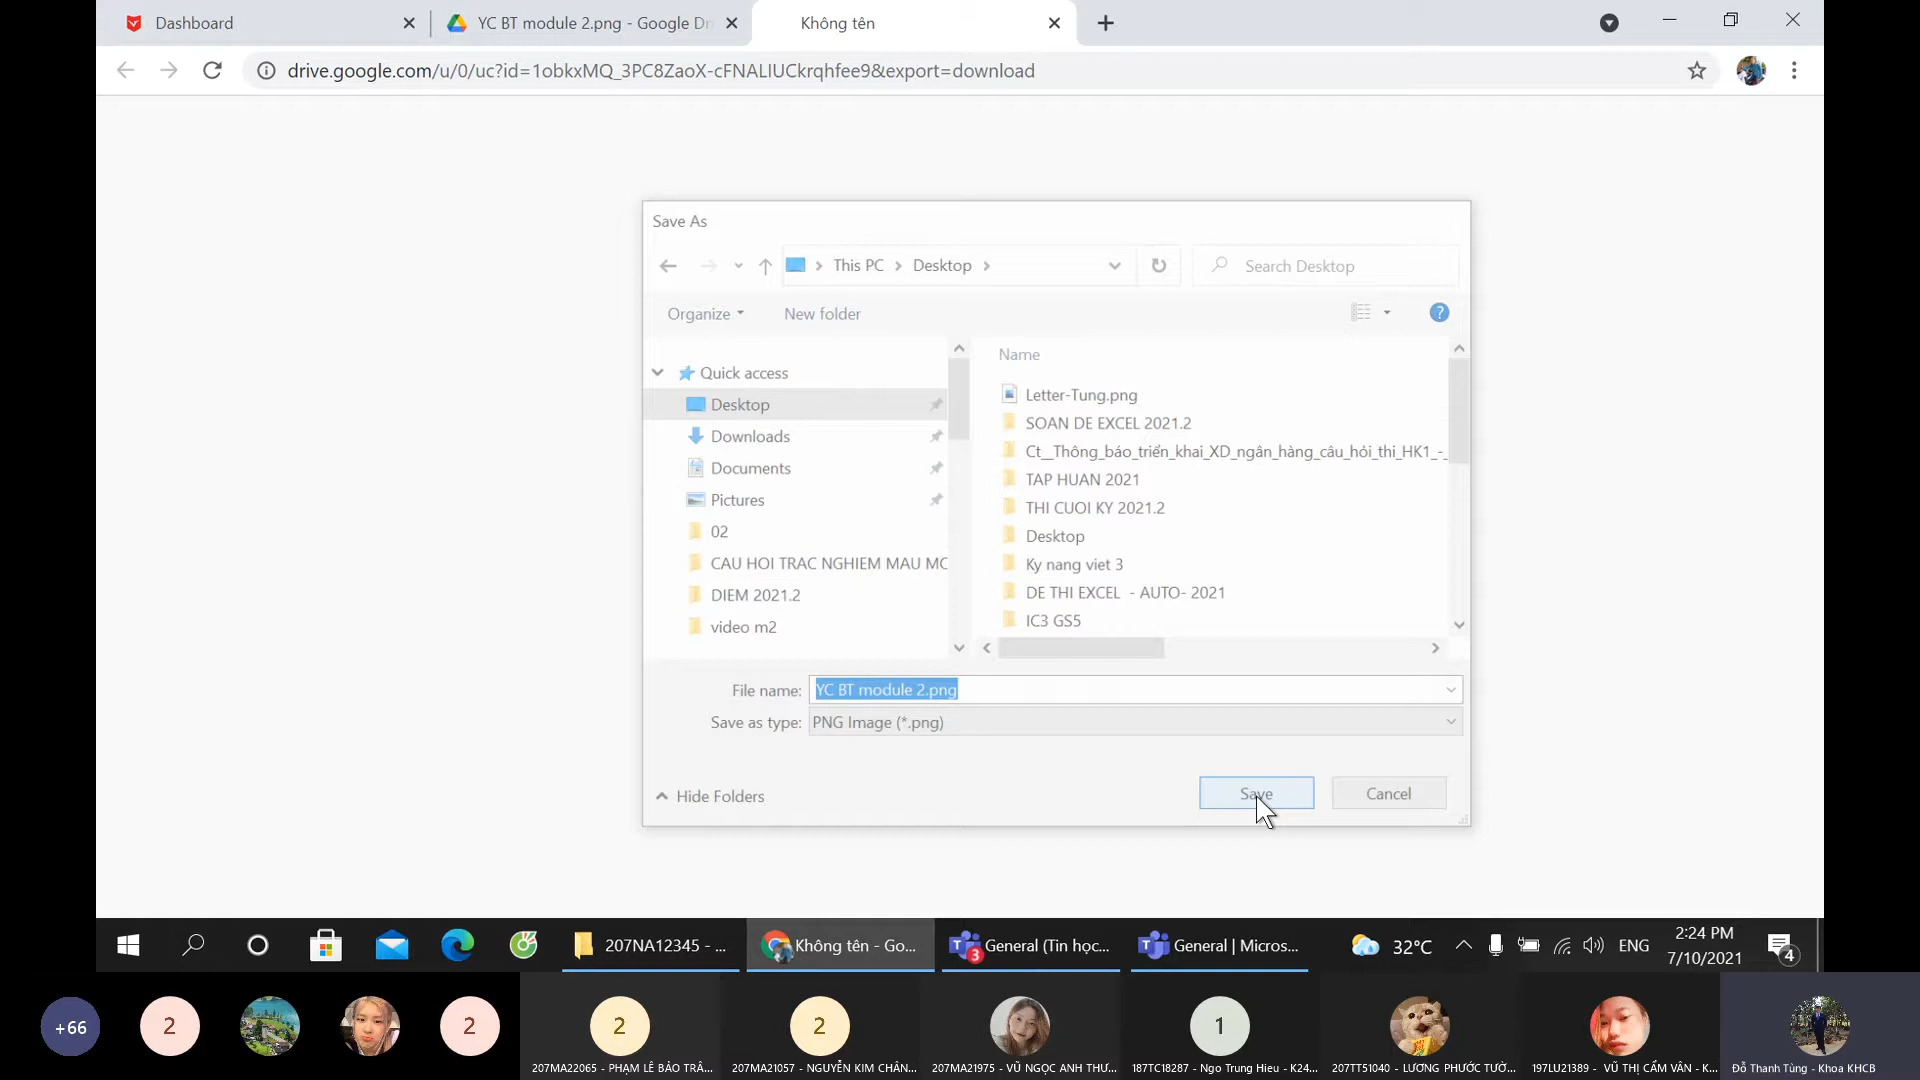 Dashboard
YC BT module 2.png - Google Dr
Không tên
drive.google.com/u/0/uc?id=1obkxMQ_3PC8ZaoX-cFNALIUCkrqhfee9&export=download
Save As
This PC
Desktop
Search Desktop
Organize
New folder
Name
Quick access
Desktop
Downloads
Documents
Pictures
02
CAU HOI TRAC NGHIEM MAU MC
DIEM 2021.2
video m2
Letter-Tung.png
SOAN DE EXCEL 2021.2
Ct__Thông_báo_triển_khai_XD_ngân_hàng_câu_hỏi_thi_HK1_-_
TAP HUAN 2021
THI CUOI KY 2021.2
Desktop
Ky nang viet 3
DE THI EXCEL - AUTO- 2021
IC3 GS5
File name: YC BT module 2.png
Save as type: PNG Image (*.png)
Hide Folders
Save
Cancel
207NA12345 - ...
Không tên - Go...
3
General (Tin học...
General | Micros...
32°C
ENG
2:24 PM
7/10/2021
4
+66
2
2
2
2
1
207MA22065 - PHẠM LÊ BẢO TRÂ...
207MA21057 - NGUYỄN KIM CHÂN...
207MA21975 - VŨ NGỌC ANH THƯ...
187TC18287 - Ngo Trung Hieu - K24...
207TT51040 - LƯƠNG PHƯỚC TƯỜ...
197LU21389 - VŨ THỊ CẨM VÂN - K...
Đỗ Thanh Tùng - Khoa KHCB